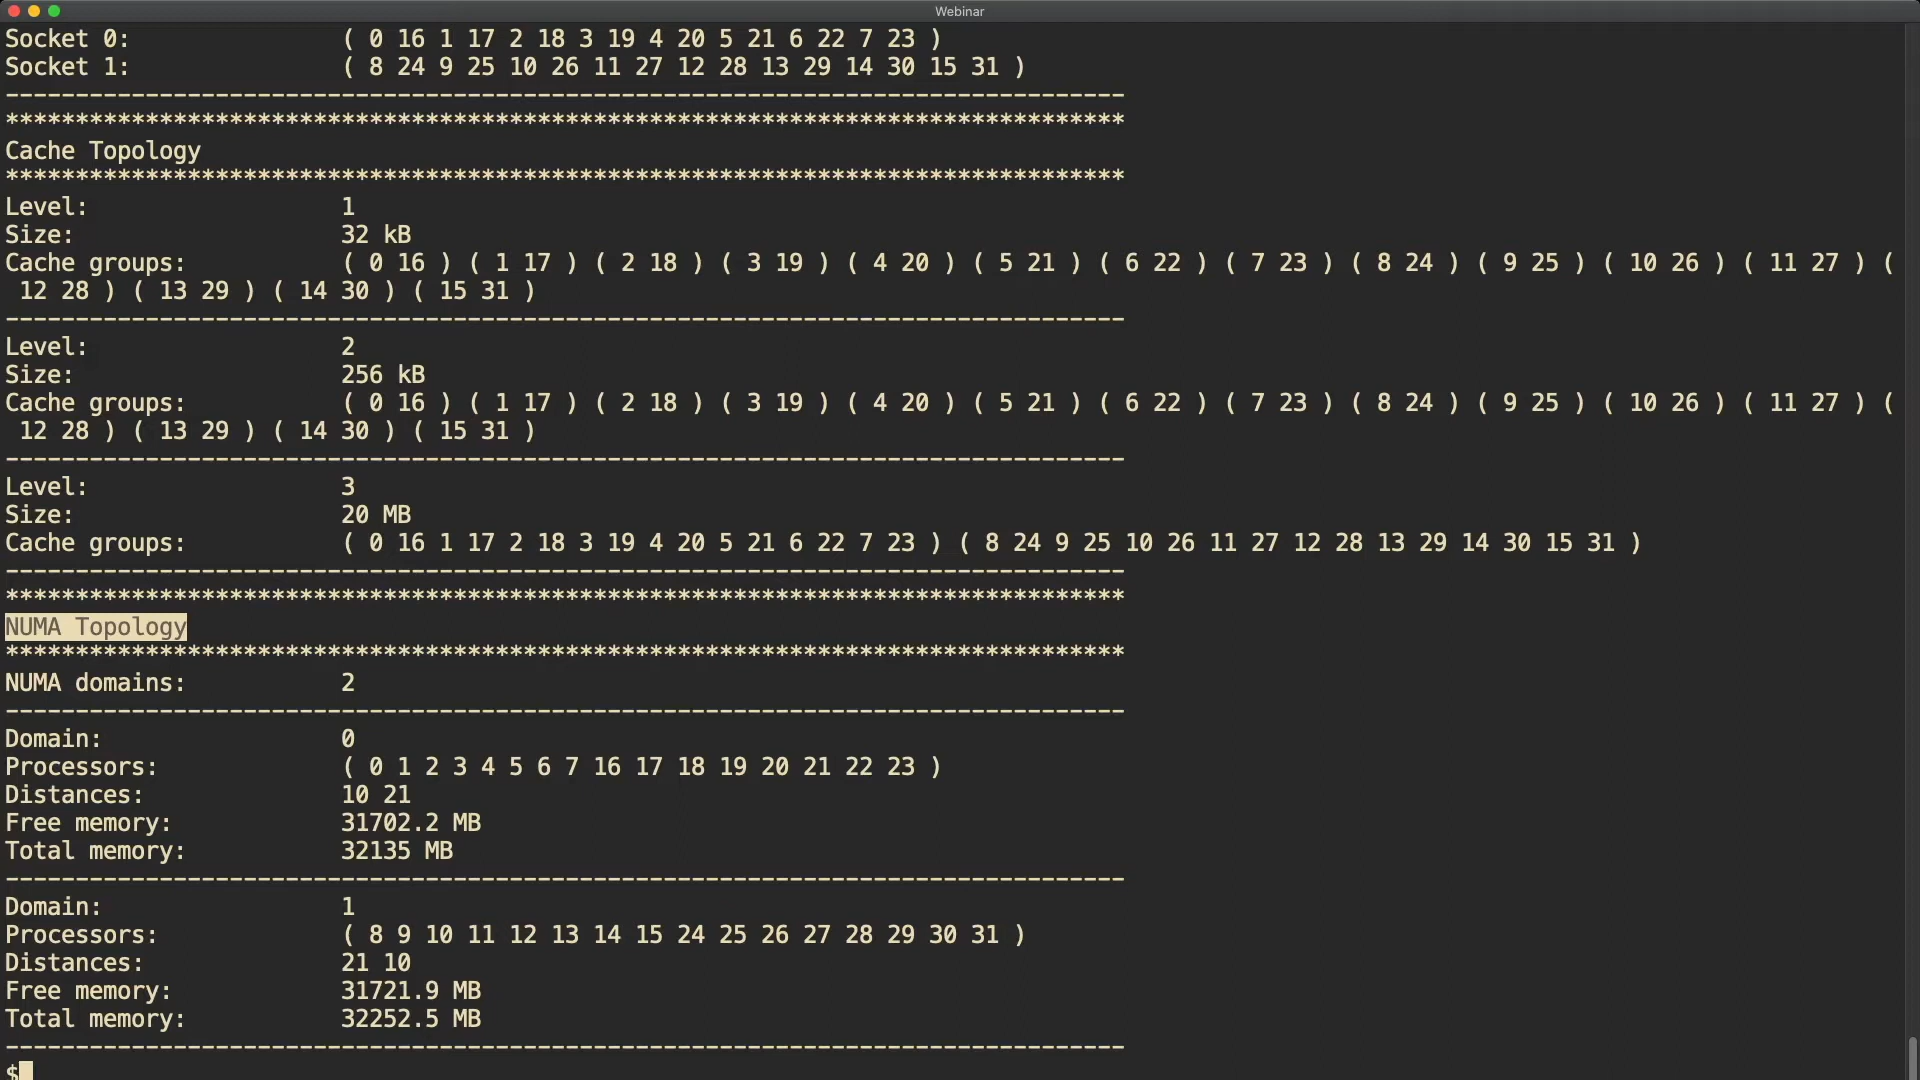 Webinar
Socket 0: ( 0 16 1 17 2 18 3 19 4 20 5 21 6 22 7 23 )
Socket 1: ( 8 24 9 25 10 26 11 27 12 28 13 29 14 30 15 31 )
--------------------------------------------------------------------------------
********************************************************************************
Cache Topology
********************************************************************************
Level: 1
Size: 32 kB
Cache groups: ( 0 16 ) ( 1 17 ) ( 2 18 ) ( 3 19 ) ( 4 20 ) ( 5 21 ) ( 6 22 ) ( 7 23 ) ( 8 24 ) ( 9 25 ) ( 10 26 ) ( 11 27 ) (
12 28 ) ( 13 29 ) ( 14 30 ) ( 15 31 )
--------------------------------------------------------------------------------
Level: 2
Size: 256 kB
Cache groups: ( 0 16 ) ( 1 17 ) ( 2 18 ) ( 3 19 ) ( 4 20 ) ( 5 21 ) ( 6 22 ) ( 7 23 ) ( 8 24 ) ( 9 25 ) ( 10 26 ) ( 11 27 ) (
12 28 ) ( 13 29 ) ( 14 30 ) ( 15 31 )
--------------------------------------------------------------------------------
Level: 3
Size: 20 MB
Cache groups: ( 0 16 1 17 2 18 3 19 4 20 5 21 6 22 7 23 ) ( 8 24 9 25 10 26 11 27 12 28 13 29 14 30 15 31 )
--------------------------------------------------------------------------------
********************************************************************************
NUMA Topology
********************************************************************************
NUMA domains: 2
--------------------------------------------------------------------------------
Domain: 0
Processors: ( 0 1 2 3 4 5 6 7 16 17 18 19 20 21 22 23 )
Distances: 10 21
Free memory: 31702.2 MB
Total memory: 32135 MB
--------------------------------------------------------------------------------
Domain: 1
Processors: ( 8 9 10 11 12 13 14 15 24 25 26 27 28 29 30 31 )
Distances: 21 10
Free memory: 31721.9 MB
Total memory: 32252.5 MB
--------------------------------------------------------------------------------
$